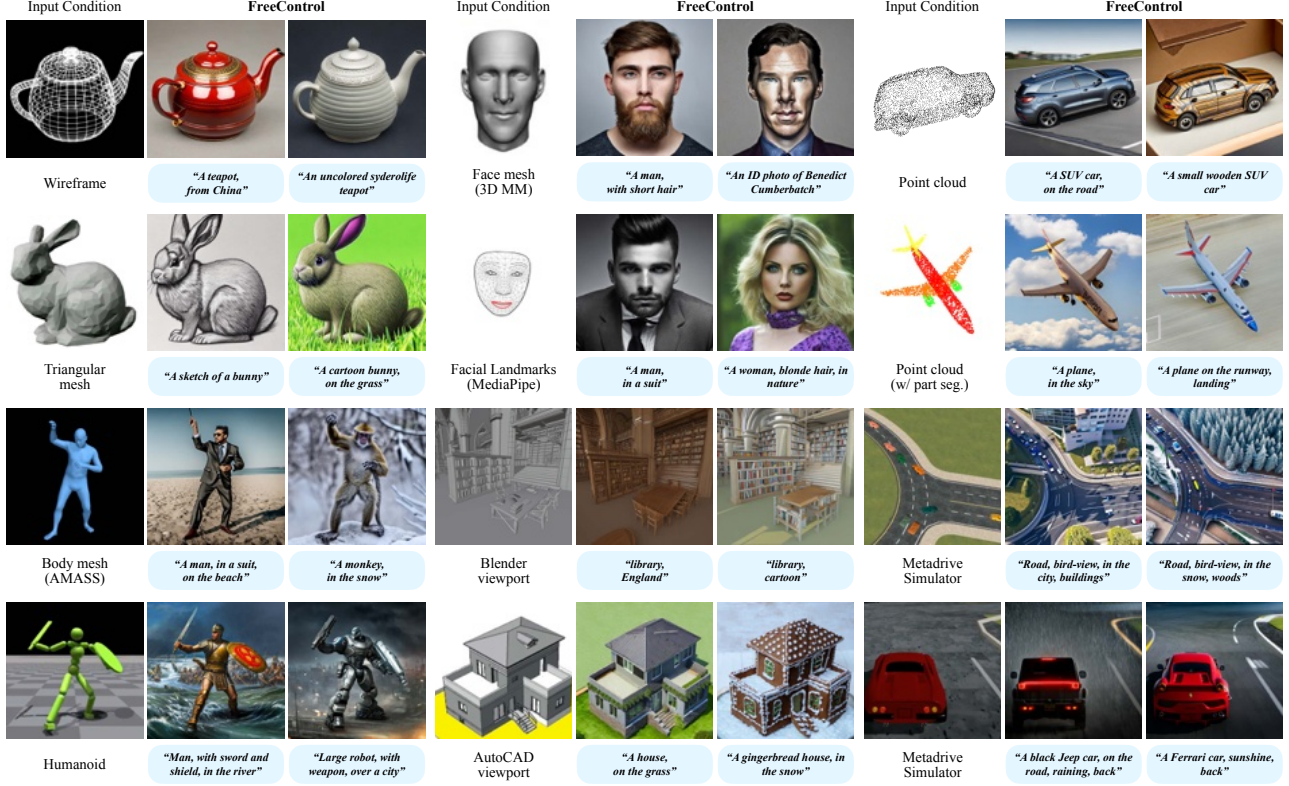 Input Condition
FreeControl
Input Condition
FreeControl
Input Condition
FreeControl
Wireframe
“A teapot,
from China”
“An uncolored syderolife
teapot”
Face mesh
(3D MM)
“A man,
with short hair”
“An ID photo of Benedict
Cumberbatch”
Point cloud
“A SUV car,
on the road”
“A small wooden SUV
car”
Triangular
mesh
“A sketch of a bunny”
“A cartoon bunny,
on the grass”
Facial Landmarks
(MediaPipe)
“A man,
in a suit”
“A woman, blonde hair, in
nature”
Point cloud
(w/ part seg.)
“A plane,
in the sky”
“A plane on the runway,
landing”
Body mesh
(AMASS)
“A man, in a suit,
on the beach”
“A monkey,
in the snow”
Blender
viewport
“library,
England”
“library,
cartoon”
Metadrive
Simulator
“Road, bird-view, in the
city, buildings”
“Road, bird-view, in the
snow, woods”
Humanoid
“Man, with sword and
shield, in the river”
“Large robot, with
weapon, over a city”
AutoCAD
viewport
“A house,
on the grass”
“A gingerbread house, in
the snow”
Metadrive
Simulator
“A black Jeep car, on the
road, raining, back”
“A Ferrari car, sunshine,
back”